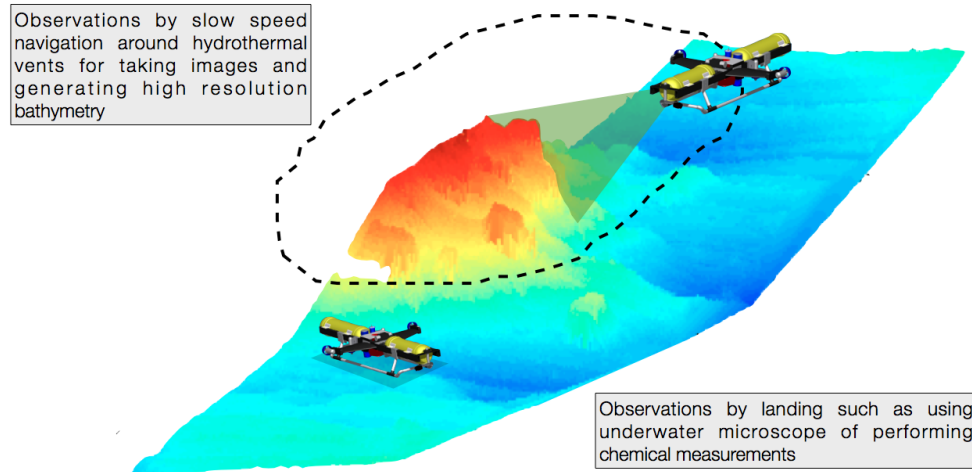 Observations by slow speed
navigation around hydrothermal
vents for taking images and
generating high resolution
bathymetry
Observations by landing such as using
underwater microscope of performing
chemical measurements